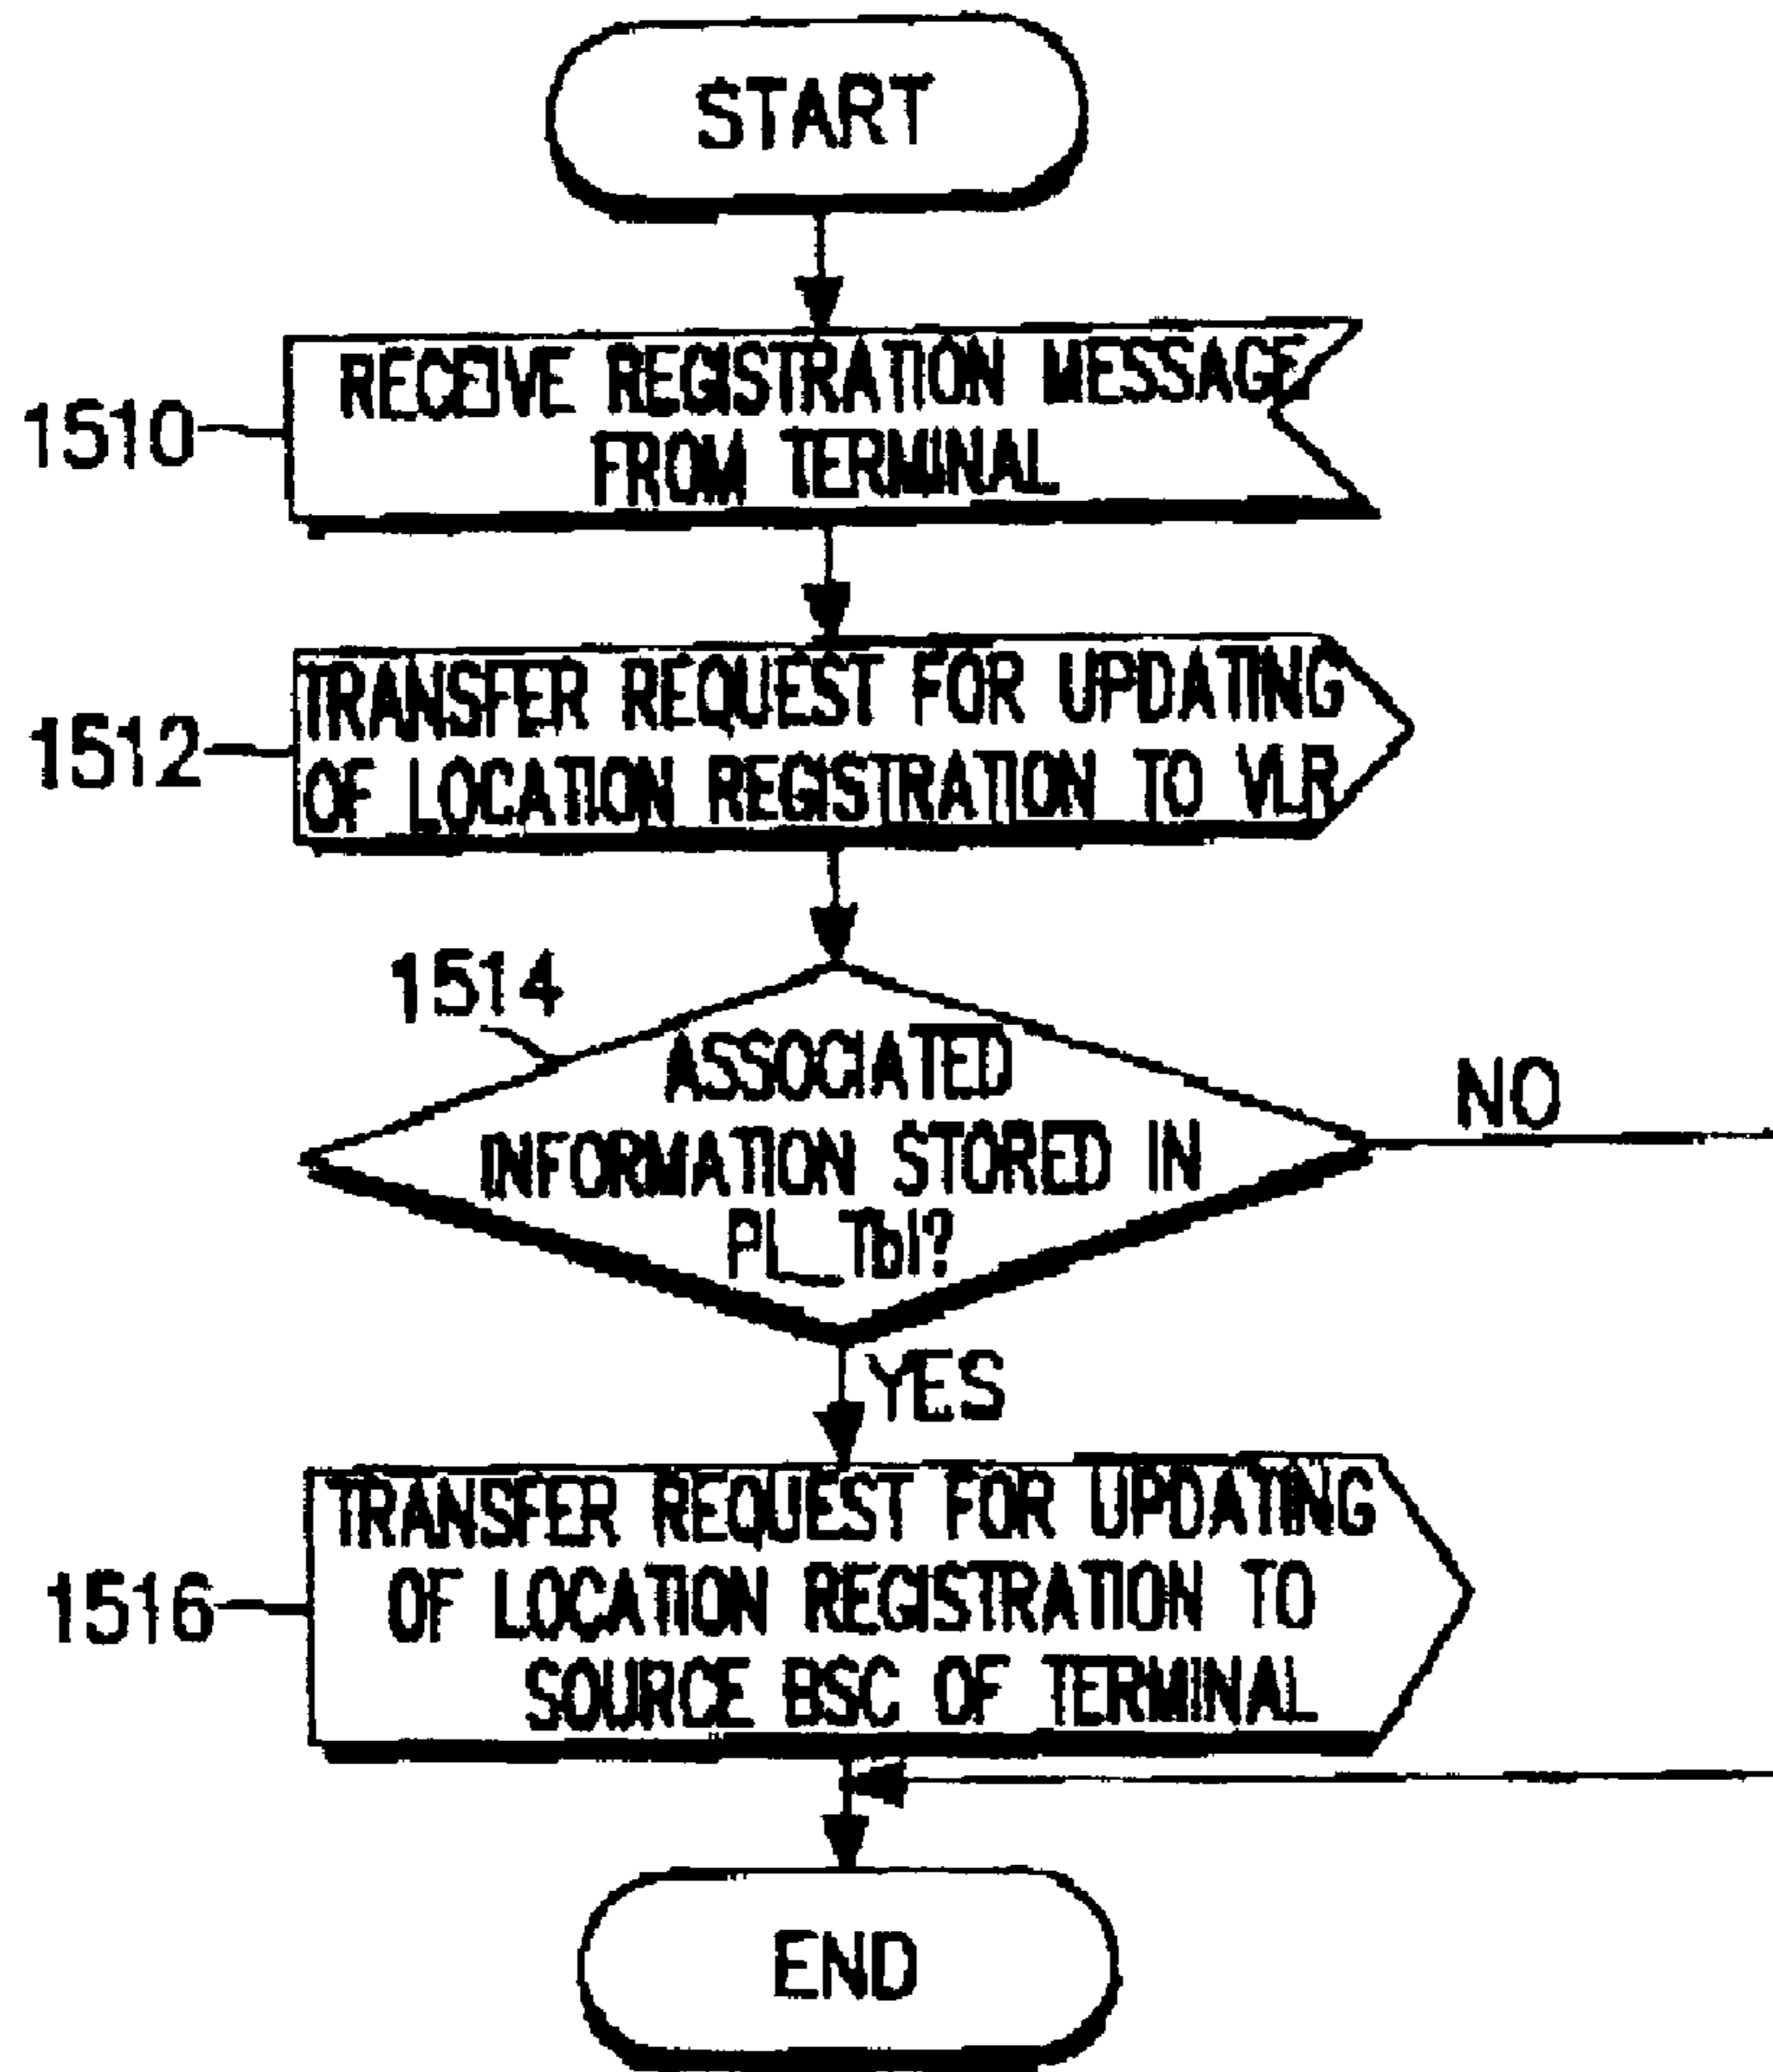 START
1510
RECEIVE REGISTRATION MESSAGE
FROM TERMINAL
1512
TRANSFER REQUEST FOR UPDATING
OF LOCATION REGISTRATION TO VLR
1514
ASSOCIATED
INFORMATION STORED IN
PL_Tbl?
NO
YES
1516
TRANSFER REQUEST FOR UPDATING
OF LOCATION REGISTRATION TO
SOURCE BSC OF TERMINAL
END